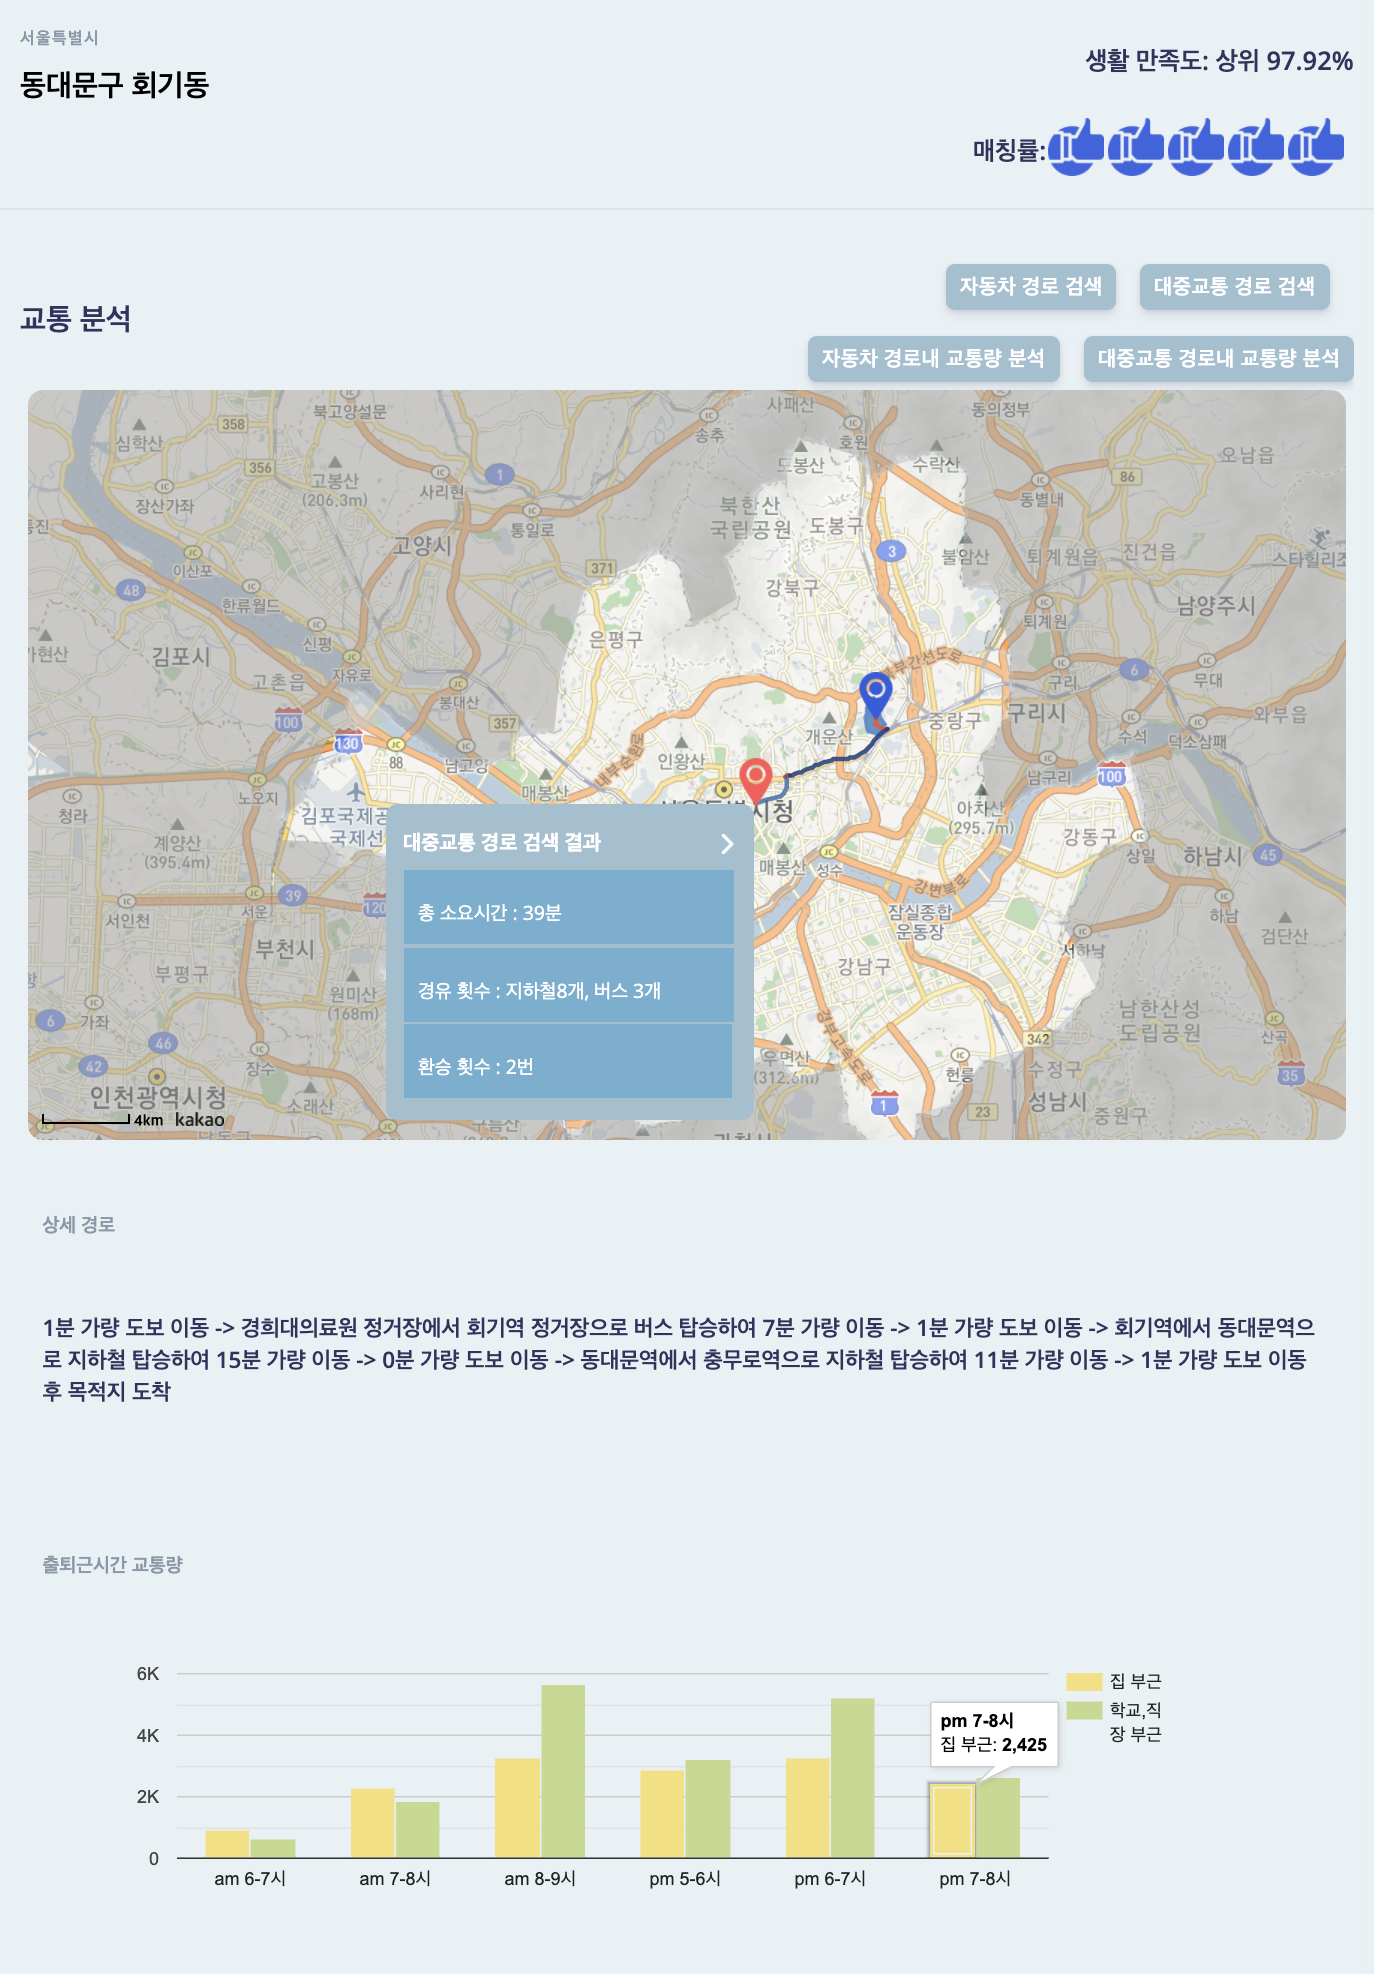 서울특별시
동대문구 회기동
생활 만족도: 상위 97.92%
매칭률:
교통 분석
자동차 경로 검색
대중교통 경로 검색
자동차 경로내 교통량 분석
대중교통 경로내 교통량 분석
사패산
동의정부
북고양설문
358
심학산
송추
호원
오남읍
356
고봉산
(206.3m)
사리현
1
도봉산
수락산
86
장산가좌
동별내
북한산
국립공원
도봉구
통진
통일로
고양시
3
불암산
퇴계원읍
진건읍
스타힐리조
이산포
371
강북구
48
한류월드
남양주시
신평
은평구
퇴계원
가현산
김포시
자유로
고촌읍
북부간선도로
구리
6
무대
봉대산
100
357
개운산
중랑구
구리시
와부읍
130
88
남고양
내부순환로
인왕산
수석
덕소삼패
매봉산
남구리
100
청라
노오지
김포국제공
국제선
시청
아차산
(295.7m)
강동구
계양산
(395.4m)
매봉산
성수
상일
하남시
45
39
120
강변북로
서인천
서운
잠실종합
운동장
하남
부천시
서하남
검단산
부평구
강남구
원미산
(168m)
남한산성
도립공원
6
가좌
46
경부고속도로
342
산곡
42
장수
우면산
(312.6m)
헌릉
수정구
35
인천광역시청
소래산
1
23
성남시
중원구
4km
kakao
대중교통 경로 검색 결과
총 소요시간 : 39분
경유 횟수 : 지하철8개, 버스 3개
환승 횟수 : 2번
상세 경로
1분 가량 도보 이동 -> 경희대의료원 정거장에서 회기역 정거장으로 버스 탑승하여 7분 가량 이동 -> 1분 가량 도보 이동 -> 회기역에서 동대문역으
로 지하철 탑승하여 15분 가량 이동 -> 0분 가량 도보 이동 -> 동대문역에서 충무로역으로 지하철 탑승하여 11분 가량 이동 -> 1분 가량 도보 이동
후 목적지 도착
출퇴근시간 교통량
6K
4K
2K
0
집 부근
학교,직
장 부근
pm 7-8시
집 부근: 2,425
am 6-7시
am 7-8시
am 8-9시
pm 5-6시
pm 6-7시
pm 7-8시